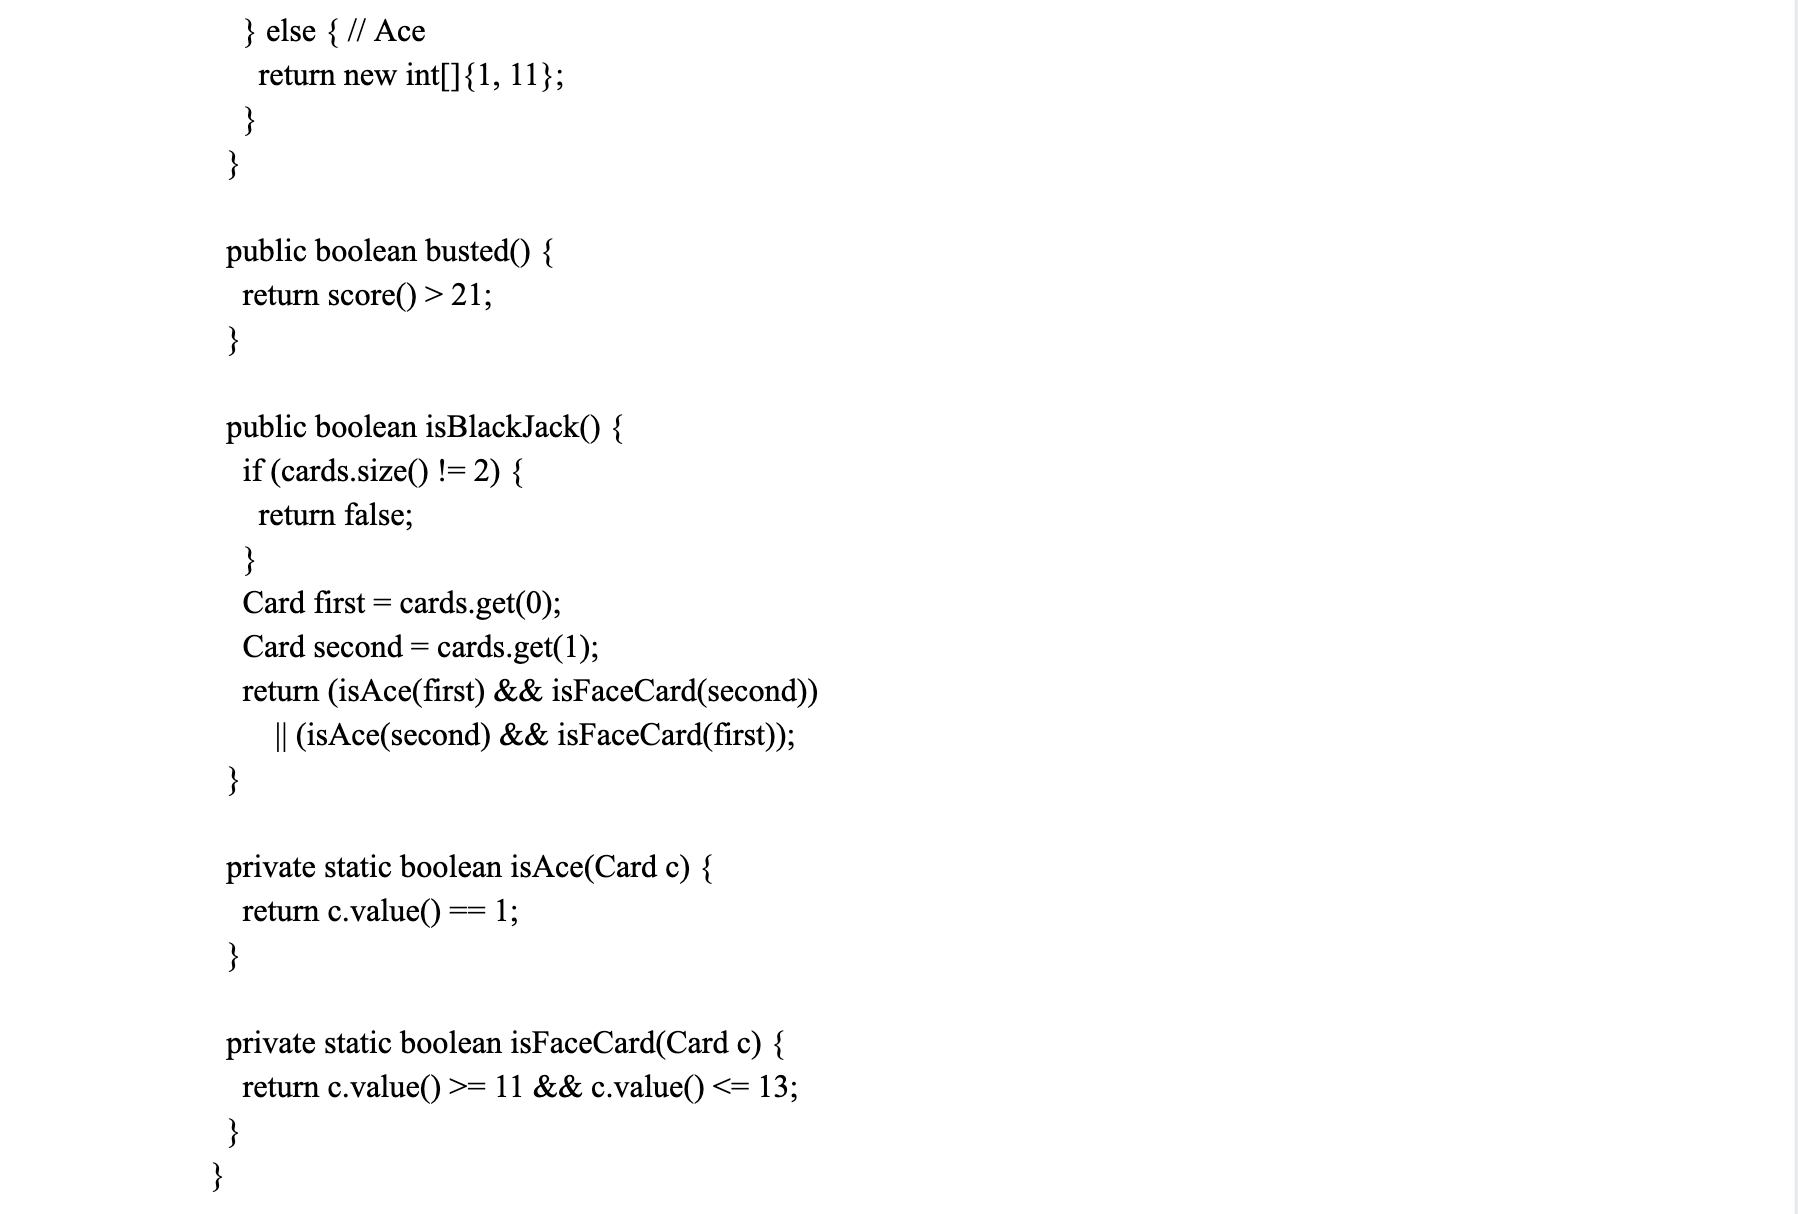 } else { // Ace
return new int[]{1, 11};
}
}
public boolean busted() {
return score() > 21;
}
public boolean isBlackJack() {
if (cards.size() != 2) {
return false;
}
Card first = cards.get(0);
Card second = cards.get(1);
return (isAce(first) && isFaceCard(second))
|| (isAce(second) && isFaceCard(first));
}
private static boolean isAce(Card c) {
return c.value() == 1;
}
private static boolean isFaceCard(Card c) {
return c.value() >= 11 && c.value() <= 13;
}
}